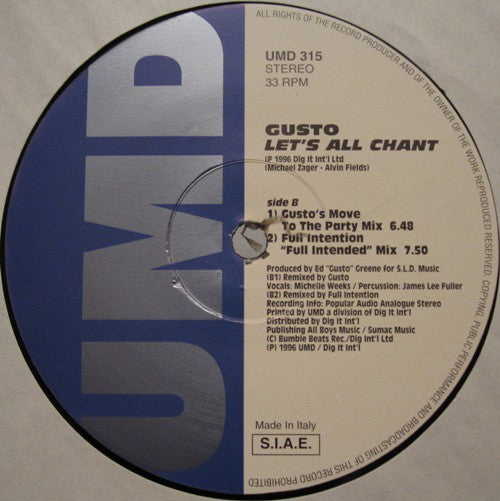 UMD
ALL RIGHTS OF THE RECORD PRODUCER AND OF THE OWNER OF THE WORK REPRODUCED RESERVED. COPYING, PUBLIC PERFORMANCE AND BROADCASTING OF THIS RECORD PROHIBITED
UMD 315
STEREO
33 RPM
GUSTO
LET'S ALL CHANT
(P 1996 Dig It Int'l Ltd
(Michael Zager - Alvin Fields)
side B
1) Gusto's Move
To The Party Mix 6.48
2) Full Intention
"Full Intended" Mix 7.50
Produced by Ed "Gusto" Greene for S.L.D. Music
(B1) Remixed by Gusto
Vocals: Michelle Weeks / Percussion: James Lee Fuller
(B2) Remixed by Full Intention
Recording Info: Popular Audio Analogue Stereo
Printed by UMD a division of Dig It Int'l
Distributed by Dig It Int'l
Publishing All Boys Music / Sumac Music
(C) Bumble Beats Rec./Dig Int'l Ltd
(P) 1996 UMD / Dig It Int'l
Made in Italy
S.I.A.E.